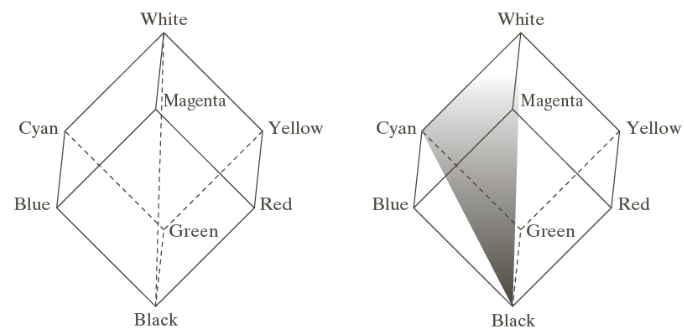 White
Magenta
Cyan
Yellow
Blue
Red
Green
Black
White
Magenta
Cyan
Yellow
Blue
Red
Green
Black